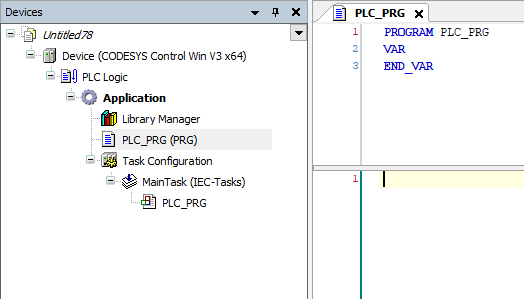 Devices
Untitled78
Device (CODESYS Control Win V3 x64)
PLC Logic
Application
Library Manager
PLC_PRG (PRG)
Task Configuration
MainTask (IEC-Tasks)
PLC_PRG
PLC_PRG
1 PROGRAM PLC_PRG
2 VAR
3 END_VAR
1